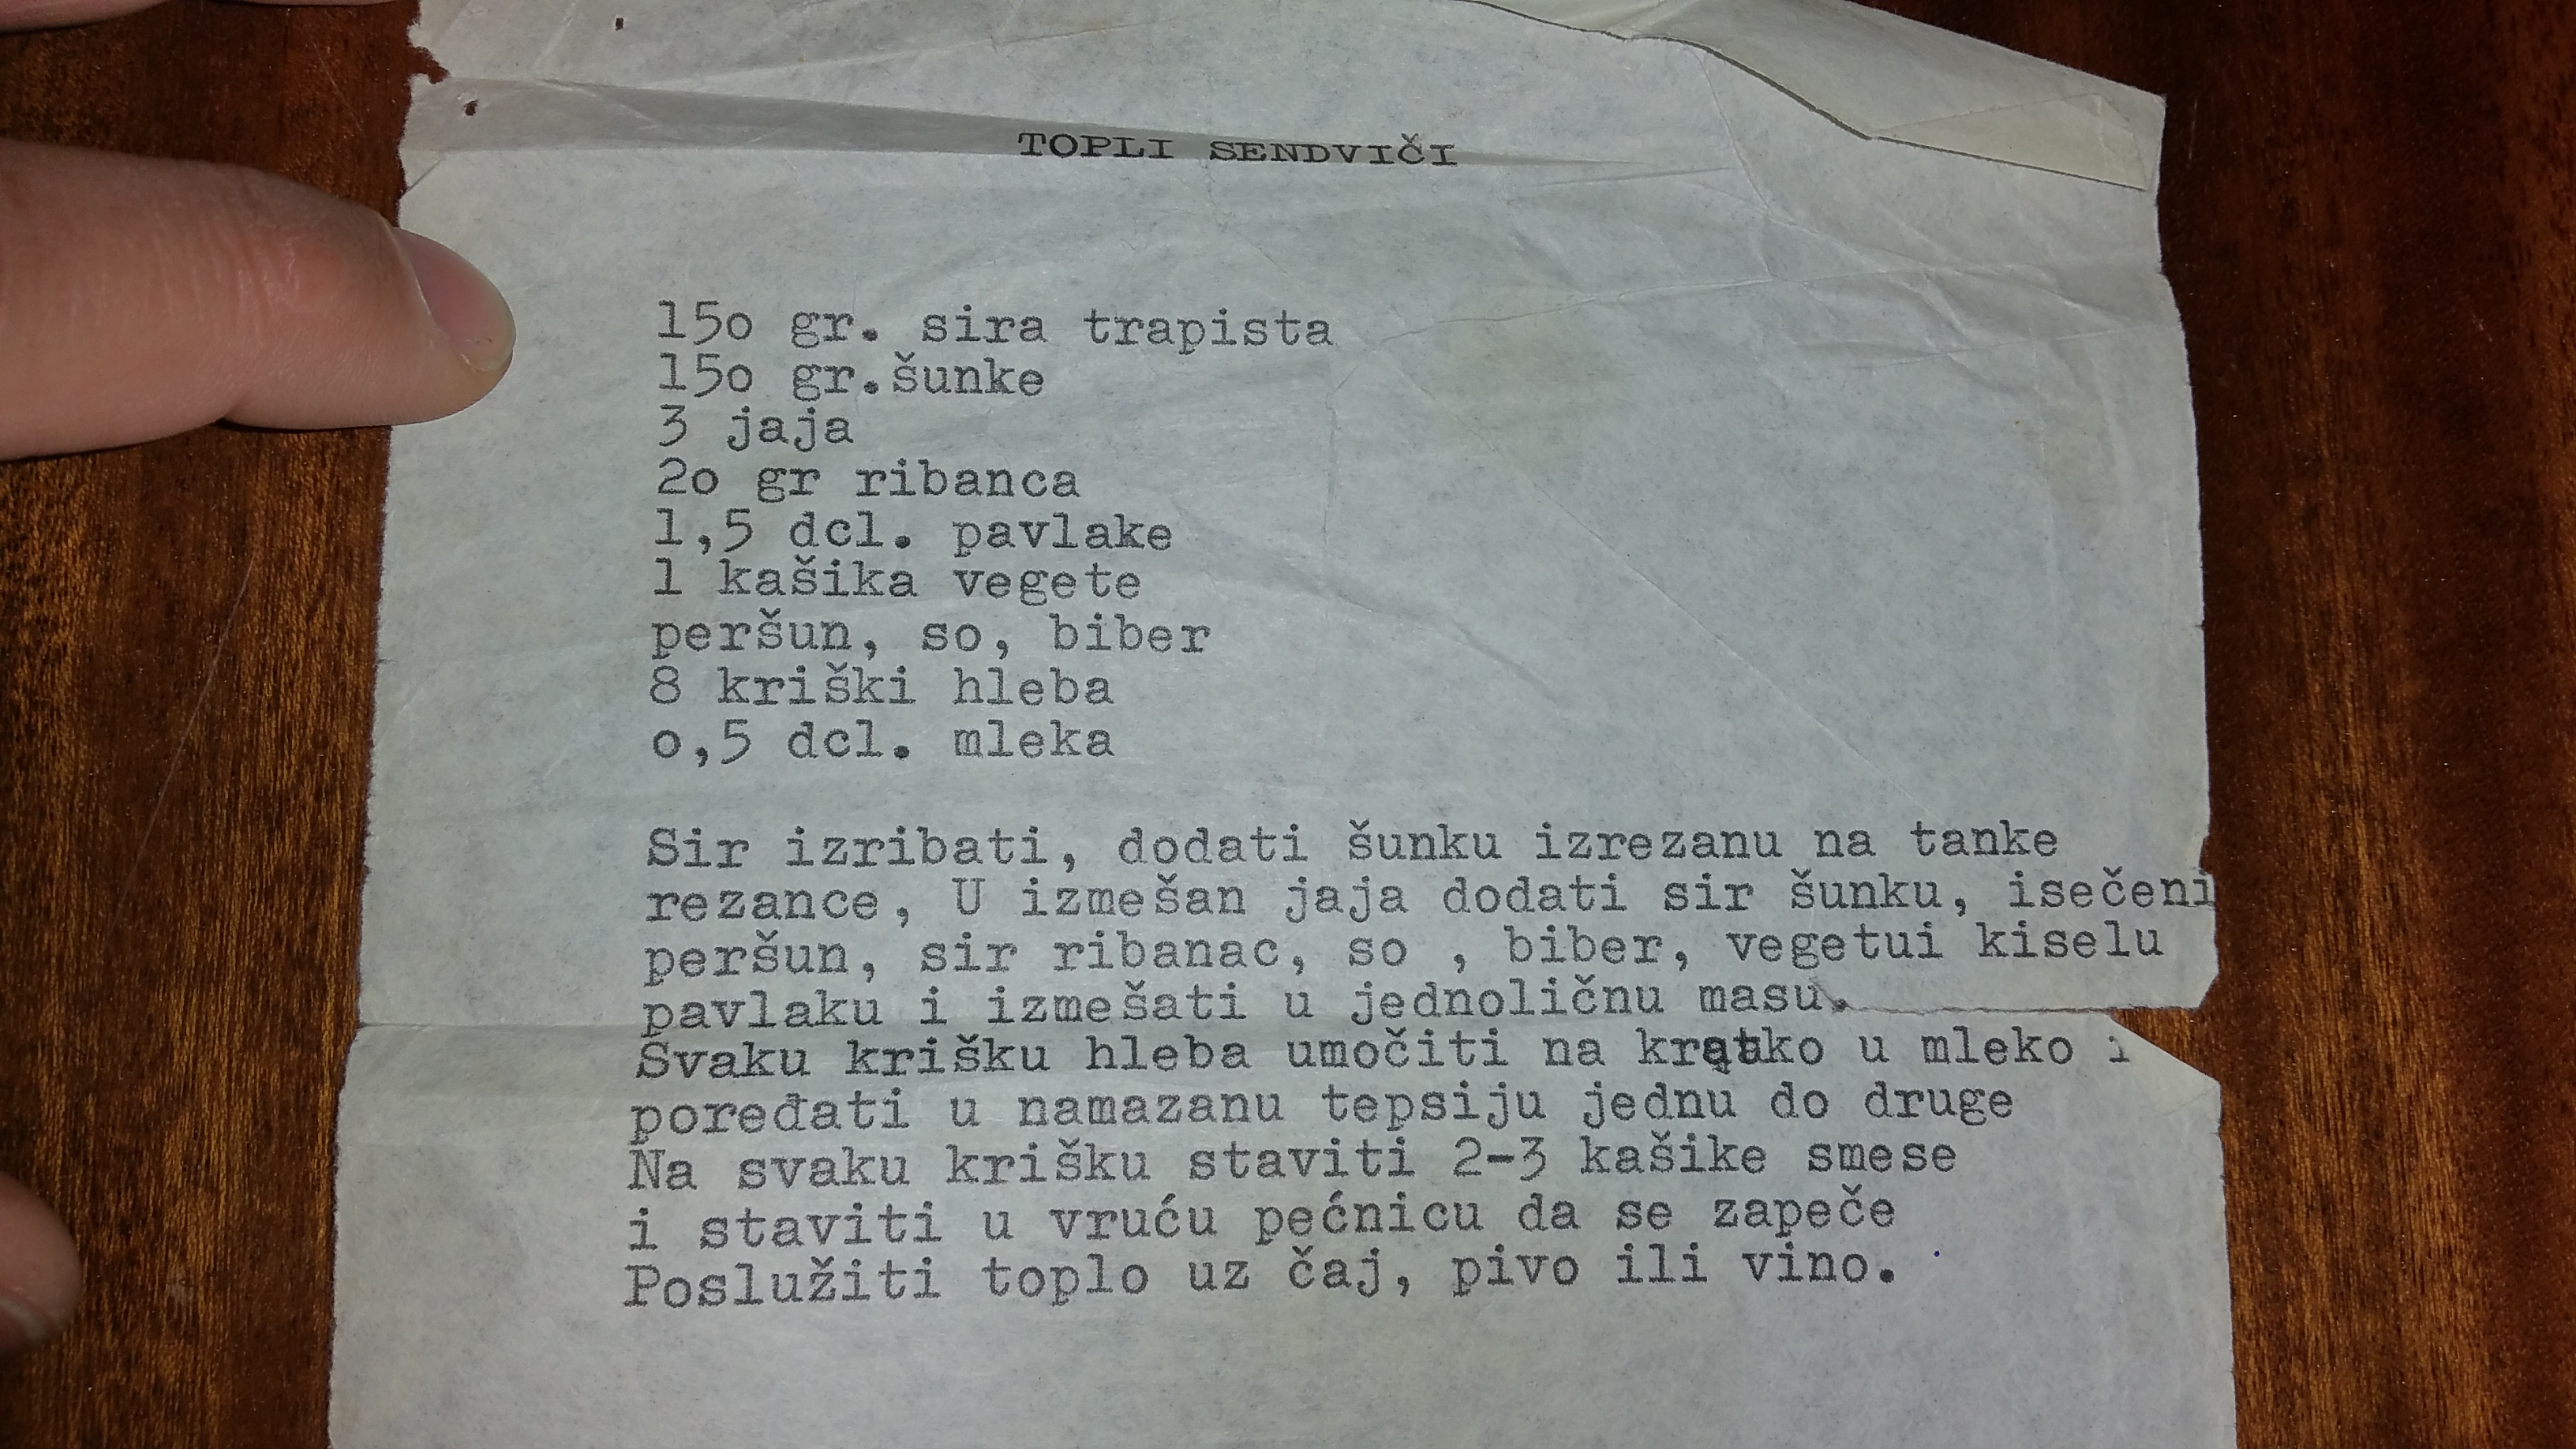 TOPLI SENDVIČI
15o gr. sira trapista
15o gr.šunke
3 jaja
2o gr ribanca
1,5 dcl. pavlake
1 kašika vegete
peršun, so, biber
8 kriški hleba
o,5 dcl. mleka
Sir izribati, dodati šunku izrezanu na tanke
rezance, U izmešan jaja dodati sir šunku, isečeni
peršun, sir ribanac, so , biber, vegetui kiselu
pavlaku i izmešati u jednoličnu masu.
Svaku krišku hleba umočiti na kratko u mleko i
poređati u namazanu tepsiju jednu do druge
Na svaku krišku staviti 2-3 kašike smese
i staviti u vruću pećnicu da se zapeče
Poslužiti toplo uz čaj, pivo ili vino.